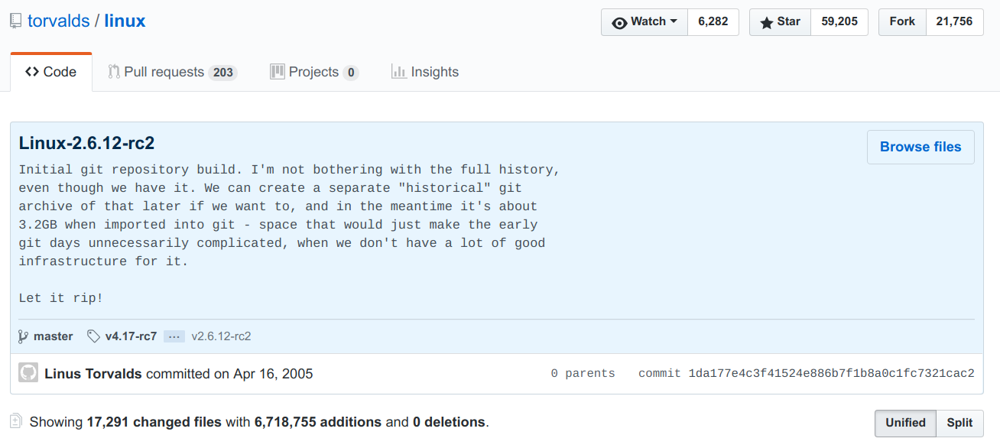 torvalds / linux
Watch 6,282 Star 59,205 Fork 21,756
Code Pull requests 203 Projects 0 Insights
Linux-2.6.12-rc2
Browse files
Initial git repository build. I'm not bothering with the full history,
even though we have it. We can create a separate "historical" git
archive of that later if we want to, and in the meantime it's about
3.2GB when imported into git - space that would just make the early
git days unnecessarily complicated, when we don't have a lot of good
infrastructure for it.
Let it rip!
master v4.17-rc7 ... v2.6.12-rc2
Linus Torvalds committed on Apr 16, 2005 0 parents commit 1da177e4c3f41524e886b7f1b8a0c1fc7321cac2
Showing 17,291 changed files with 6,718,755 additions and 0 deletions.
Unified Split